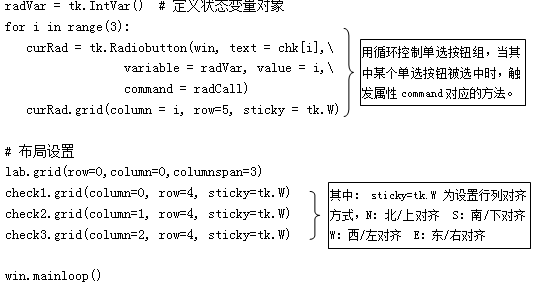 radVar = tk.IntVar()  # 定义状态变量对象
for i in range(3):
    curRad = tk.Radiobutton(win, text = chk[i],\
                variable = radVar, value = i,\
                command = radCall)
    curRad.grid(column = i, row=5, sticky = tk.W)
用循环控制单选按钮组，当其
中某个单选按钮被选中时，触
发属性 command 对应的方法。
# 布局设置
lab.grid(row=0,column=0,columnspan=3)
check1.grid(column=0, row=4, sticky=tk.W)
check2.grid(column=1, row=4, sticky=tk.W)
check3.grid(column=2, row=4, sticky=tk.W)
其中： sticky=tk.W 为设置行列对齐
方式，N：北/上对齐  S：南/下对齐
W：西/左对齐  E：东/右对齐
win.mainloop()